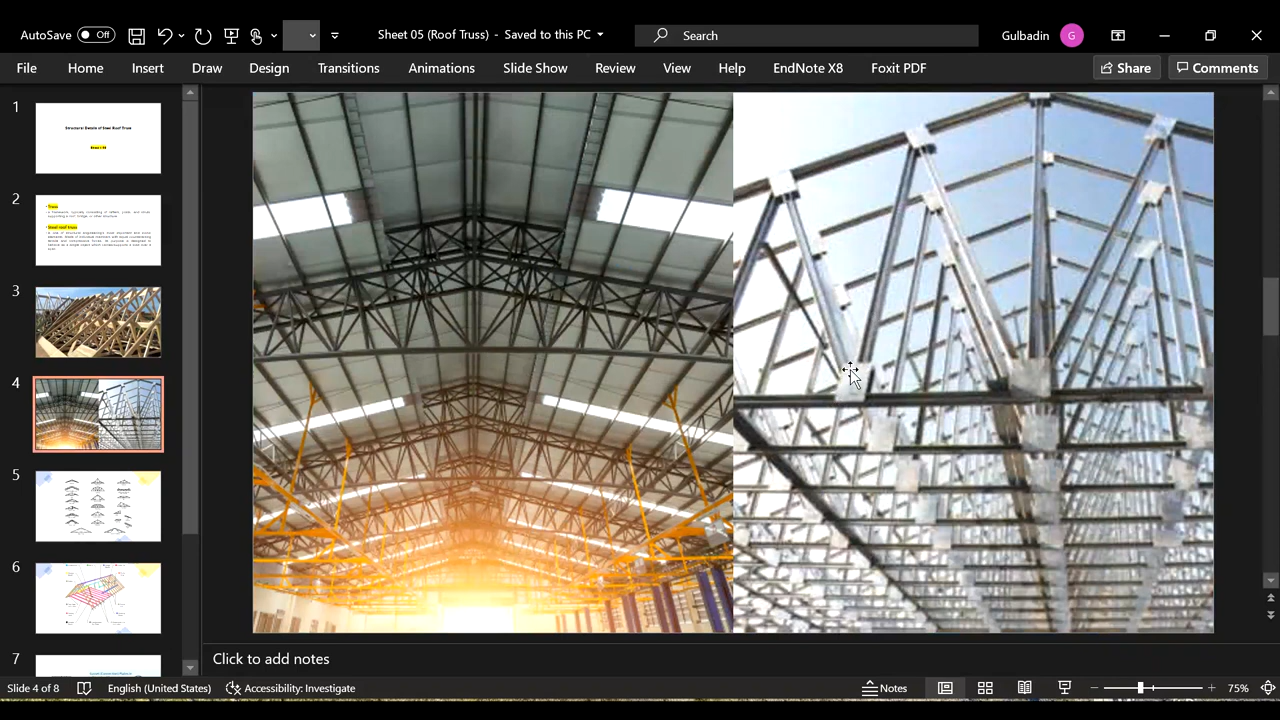 AutoSave Off Sheet 05 (Roof Truss) - Saved to this PC Search Gulbadin G
File Home Insert Draw Design Transitions Animations Slide Show Review View Help EndNote X8 Foxit PDF Share Comments
1
Structural Details of Steel Roof Truss
2
Truss
Steel roof truss
3
4
5
6
7
Click to add notes
Slide 4 of 8 English (United States) Accessibility: Investigate Notes 75%